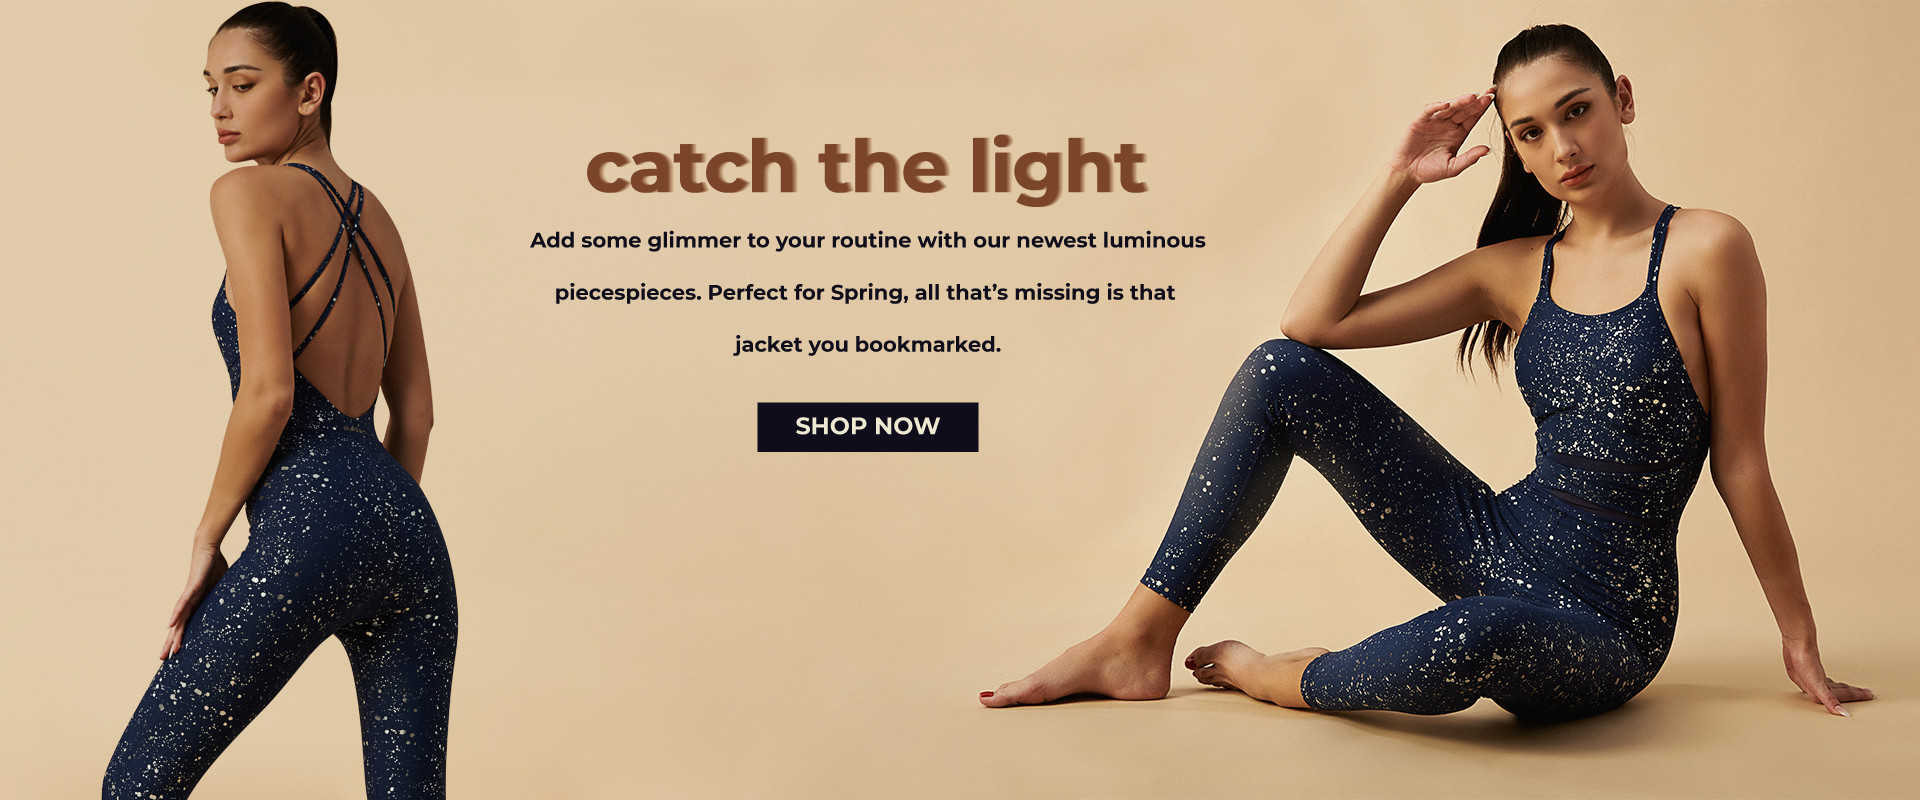 catch the light
Add some glimmer to your routine with our newest luminous
piecespieces. Perfect for Spring, all that’s missing is that
jacket you bookmarked.
SHOP NOW